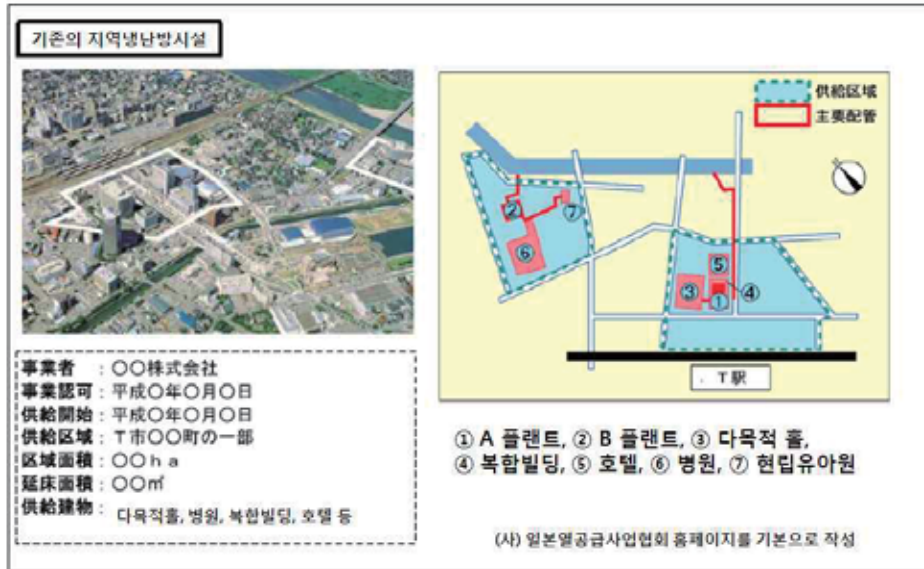 기존의 지역냉난방시설
供給区域
主要配管
②
⑦
⑥
⑤
③
④
①
T駅
事業者 : 〇〇株式会社
事業認可 : 平成〇年〇月〇日
供給開始 : 平成〇年〇月〇日
供給区域 : T市〇〇町の一部
区域面積 : 〇〇ha
延床面積 : 〇〇㎡
供給建物 : 다목적홀, 병원, 복합빌딩, 호텔 등
① A 플랜트, ② B 플랜트, ③ 다목적 홀,
④ 복합빌딩, ⑤ 호텔, ⑥ 병원, ⑦ 현립유아원
(사) 일본열공급사업협회 홈페이지를 기본으로 작성